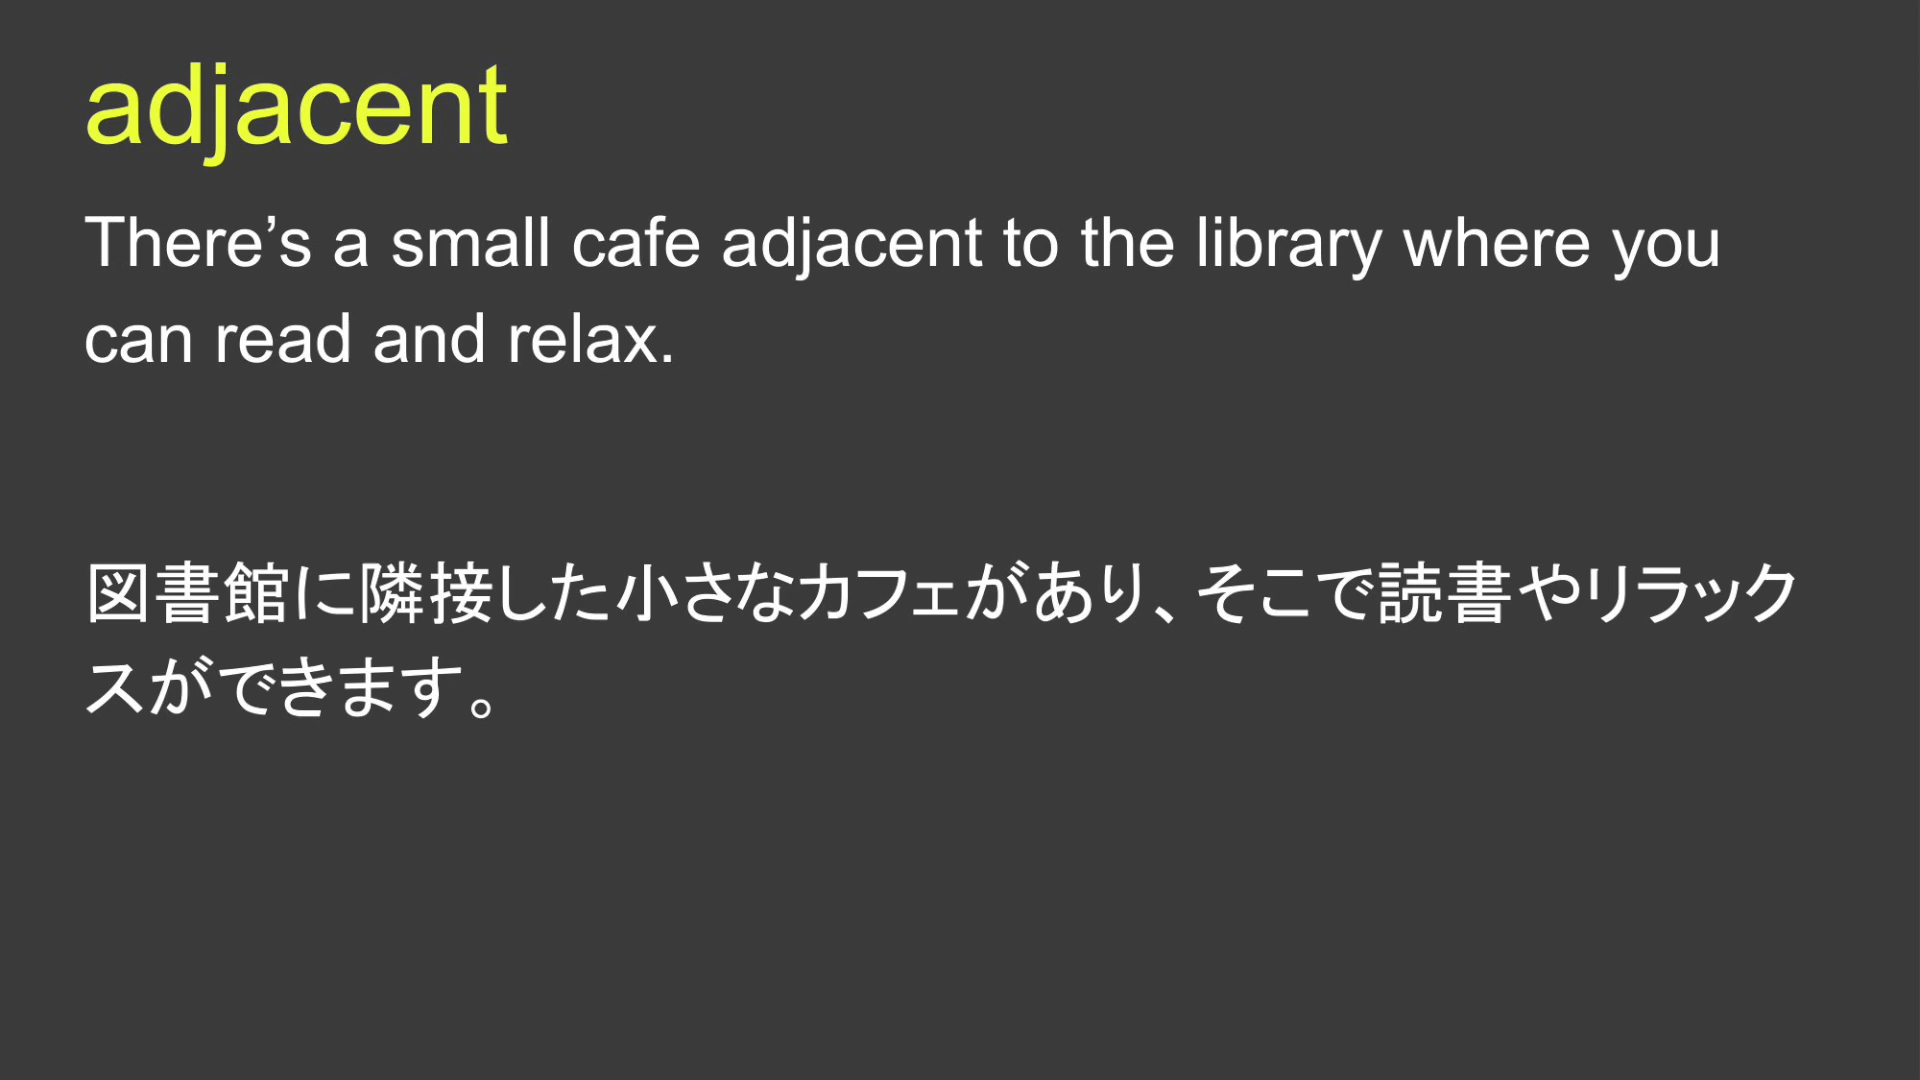 adjacent
There’s a small cafe adjacent to the library where you
can read and relax.
図書館に隣接した小さなカフェがあり、そこで読書やリラック
スができます。